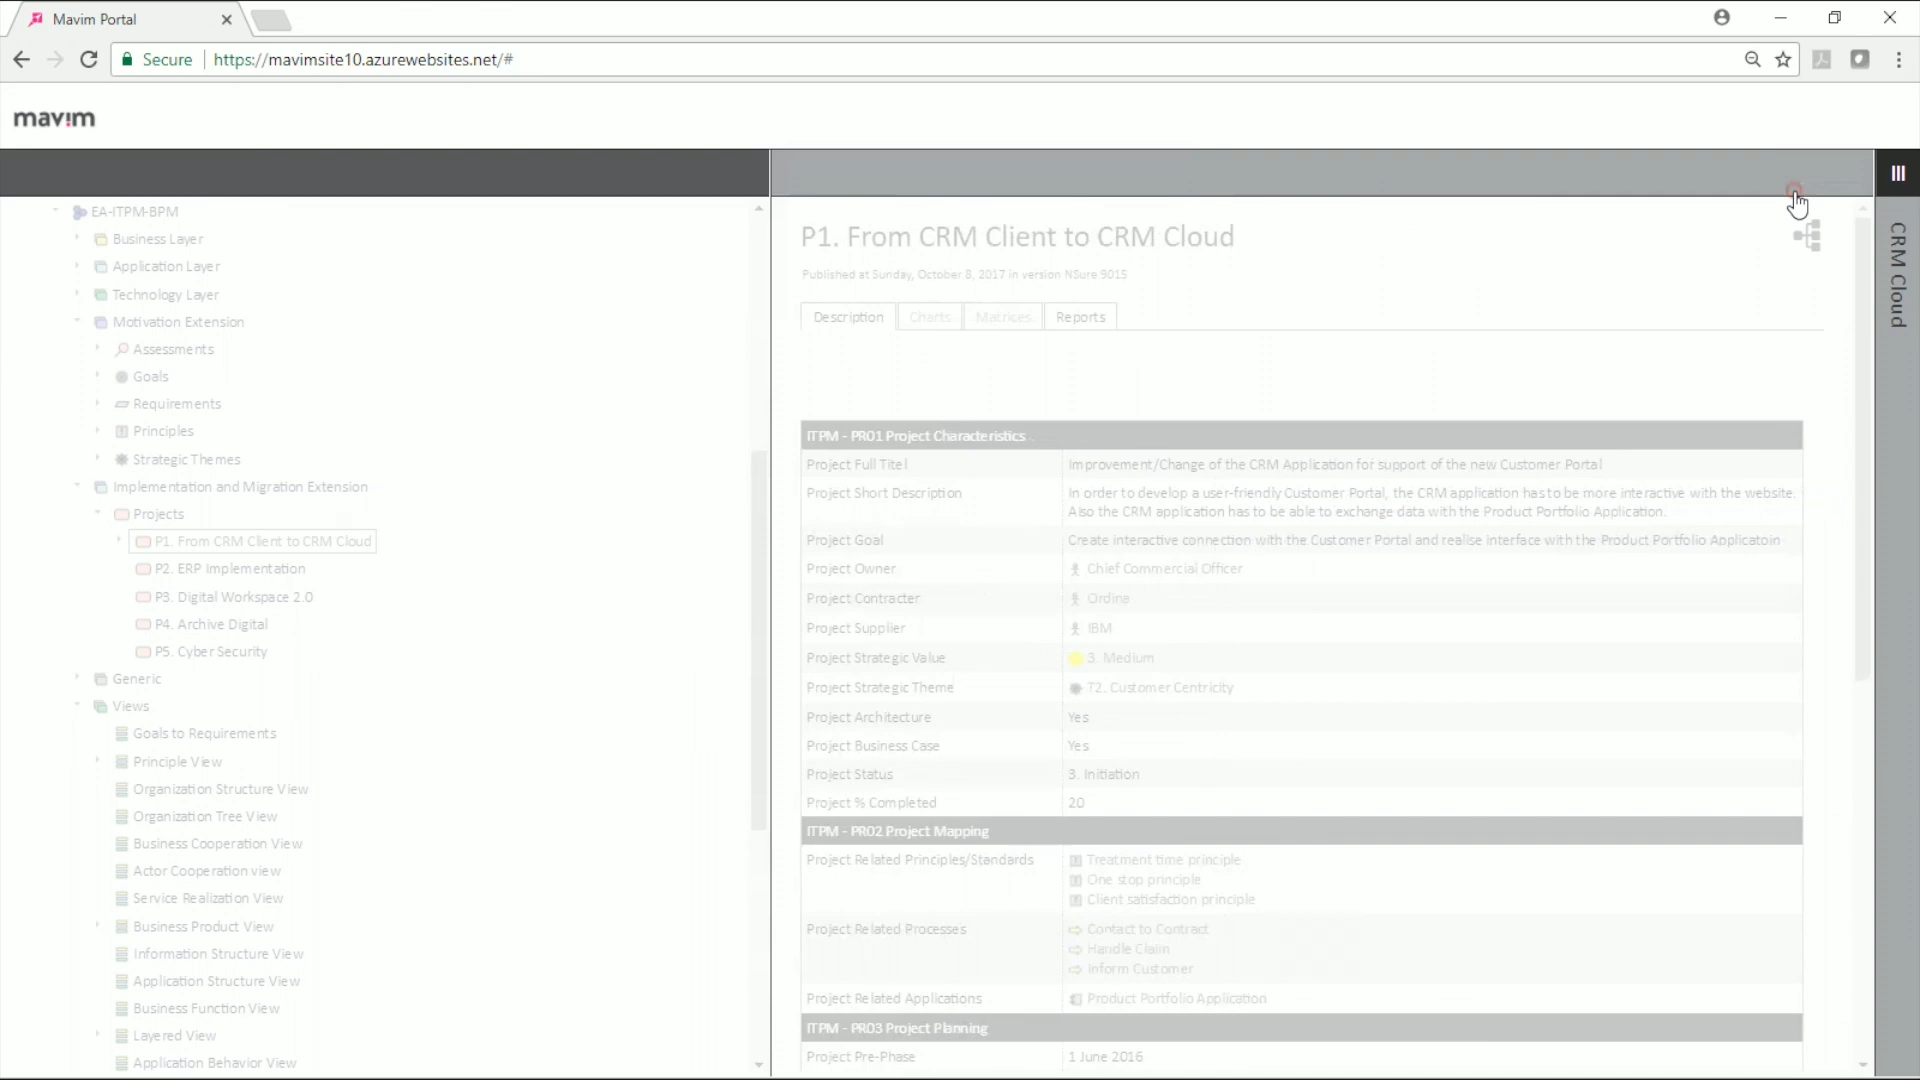 Mavim Portal
Secure https://mavimsite10.azurewebsites.net/#
mavim
EA-ITPM-BPM
Business Layer
Application Layer
Technology Layer
Motivation Extension
Assessments
Goals
Requirements
Principles
Strategic Themes
Implementation and Migration Extension
Projects
P1. From CRM Client to CRM Cloud
P2. ERP Implementation
P3. Digital Workspace 2.0
P4. Archive Digital
P5. Cyber Security
Generic
Views
Goals to Requirements
Principle View
Organization Structure View
Organization Tree View
Business Cooperation View
Actor Cooperation view
Service Realization View
Business Product View
Information Structure View
Application Structure View
Business Function View
Layered View
Application Behavior View
P1. From CRM Client to CRM Cloud
Published at Sunday, October 8, 2017 in version NSure 9015
Description Charts Matrices Reports
ITPM - PR01 Project Characteristics
Project Full Titel Improvement/Change of the CRM Application for support of the new Customer Portal
Project Short Description In order to develop a user-friendly Customer Portal, the CRM application has to be more interactive with the website.
Also the CRM application has to be able to exchange data with the Product Portfolio Application.
Project Goal Create interactive connection with the Customer Portal and realise interface with the Product Portfolio Applicatoin
Project Owner Chief Commercial Officer
Project Contracter Ordina
Project Supplier IBM
Project Strategic Value 3. Medium
Project Strategic Theme T2. Customer Centricity
Project Architecture Yes
Project Business Case Yes
Project Status 3. Initiation
Project % Completed 20
ITPM - PR02 Project Mapping
Project Related Principles/Standards Treatment time principle
One stop principle
Client satisfaction principle
Project Related Processes Contact to Contract
Handle Claim
Inform Customer
Project Related Applications Product Portfolio Application
ITPM - PR03 Project Planning
Project Pre-Phase 1 June 2016
CRM Cloud